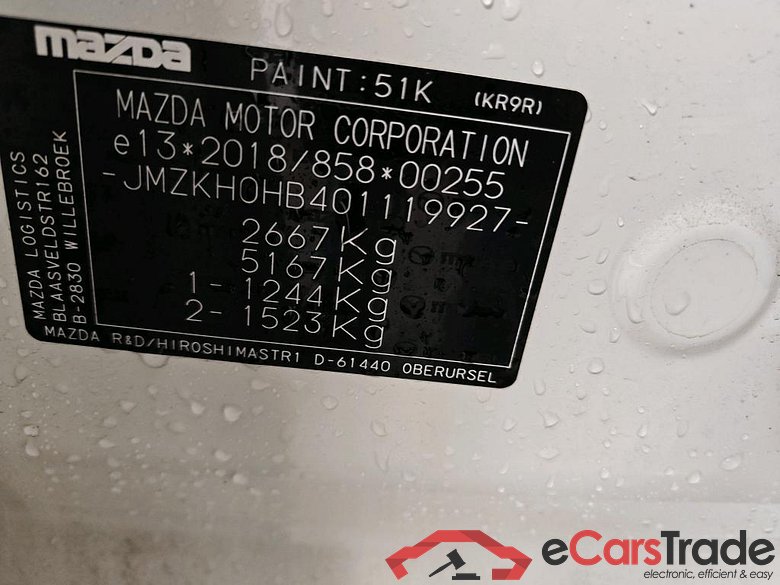 mazda
PAINT:51K (KR9R)
MAZDA MOTOR CORPORATION
e13*2018/858*00255
-JMZKH0HB401119927-
2667Kg
5167Kg
1-1244Kg
2-1523Kg
MAZDA LOGISTICS
BLAASVELDSTR162
B-2830 WILLEBROEK
MAZDA R&D/HIROSHIMASTR1 D-61440 OBERURSEL
eCarsTrade
electronic, efficient & easy